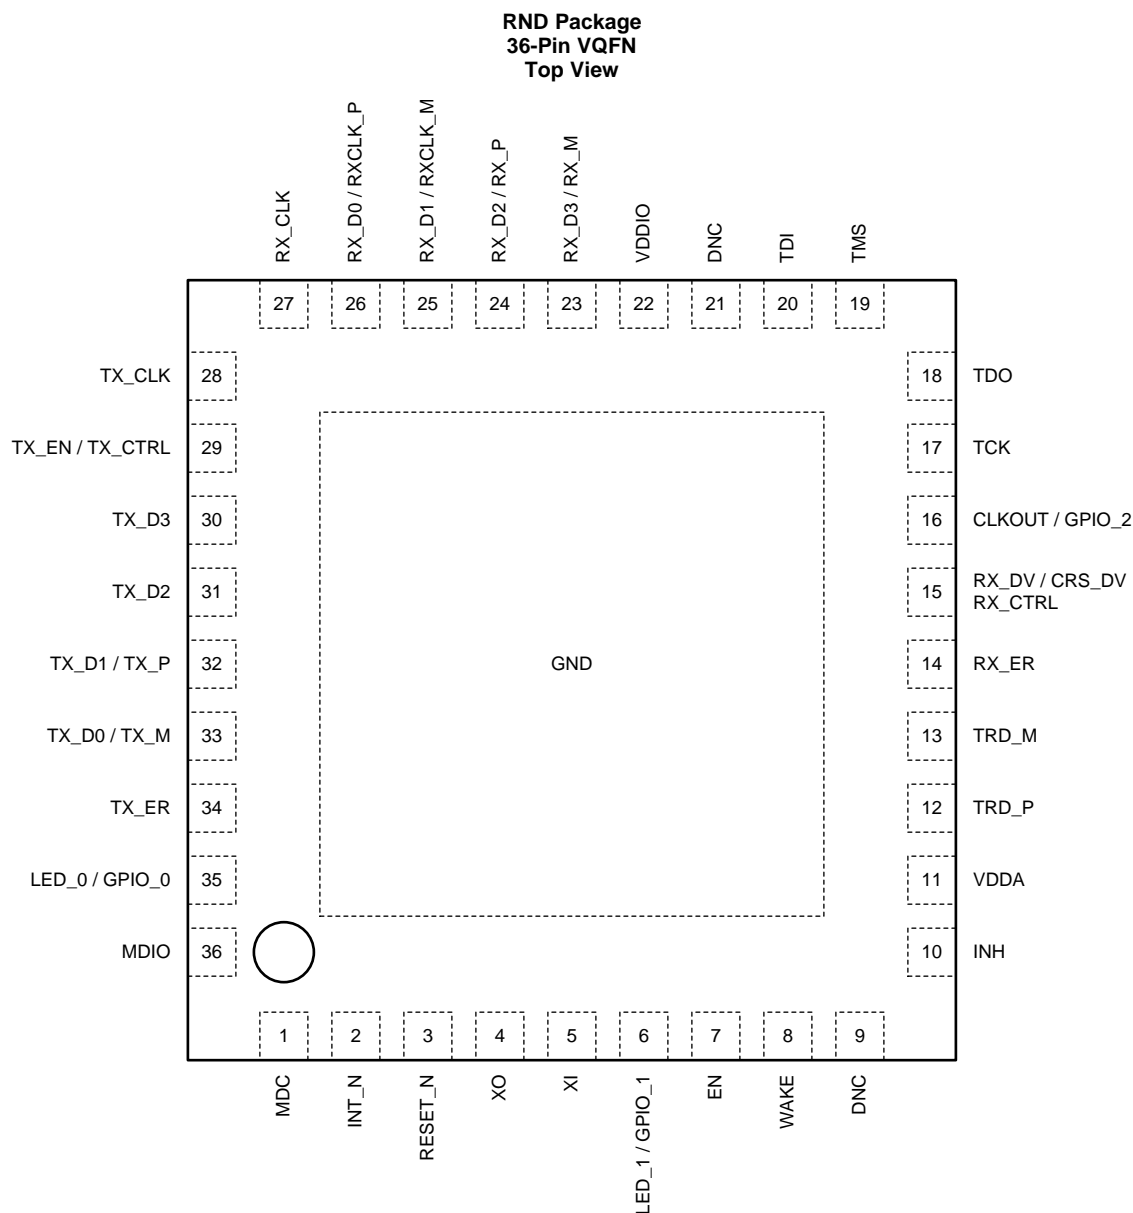 RND Package
36-Pin VQFN
Top View
RX_CLK
RX_D0 / RXCLK_P
RX_D1 / RXCLK_M
RX_D2 / RX_P
RX_D3 / RX_M
VDDIO
DNC
TDI
TMS
27
26
25
24
23
22
21
20
19
TX_CLK
28
TX_EN / TX_CTRL
29
TX_D3
30
TX_D2
31
TX_D1 / TX_P
32
TX_D0 / TX_M
33
TX_ER
34
LED_0 / GPIO_0
35
MDIO
36
GND
18
TDO
17
TCK
16
CLKOUT / GPIO_2
15
RX_DV / CRS_DV
RX_CTRL
14
RX_ER
13
TRD_M
12
TRD_P
11
VDDA
10
INH
1
2
3
4
5
6
7
8
9
MDC
INT_N
RESET_N
XO
XI
LED_1 / GPIO_1
EN
WAKE
DNC